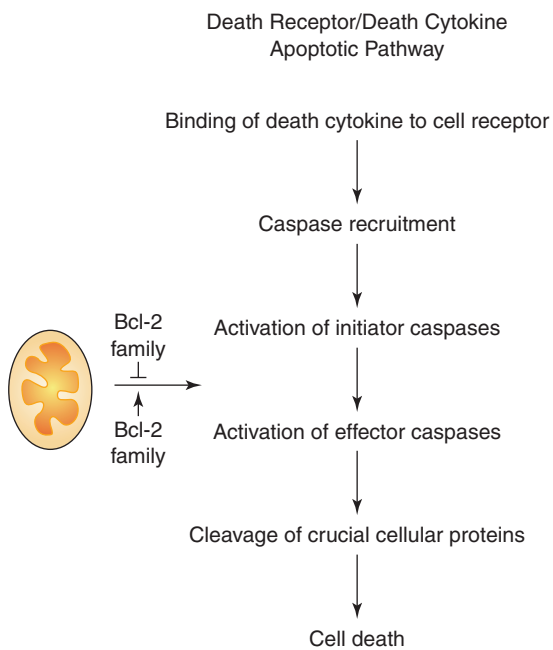 Death Receptor/Death Cytokine
Apoptotic Pathway
Binding of death cytokine to cell receptor
Caspase recruitment
Activation of initiator caspases
Bcl-2
family
Bcl-2
family
Activation of effector caspases
Cleavage of crucial cellular proteins
Cell death